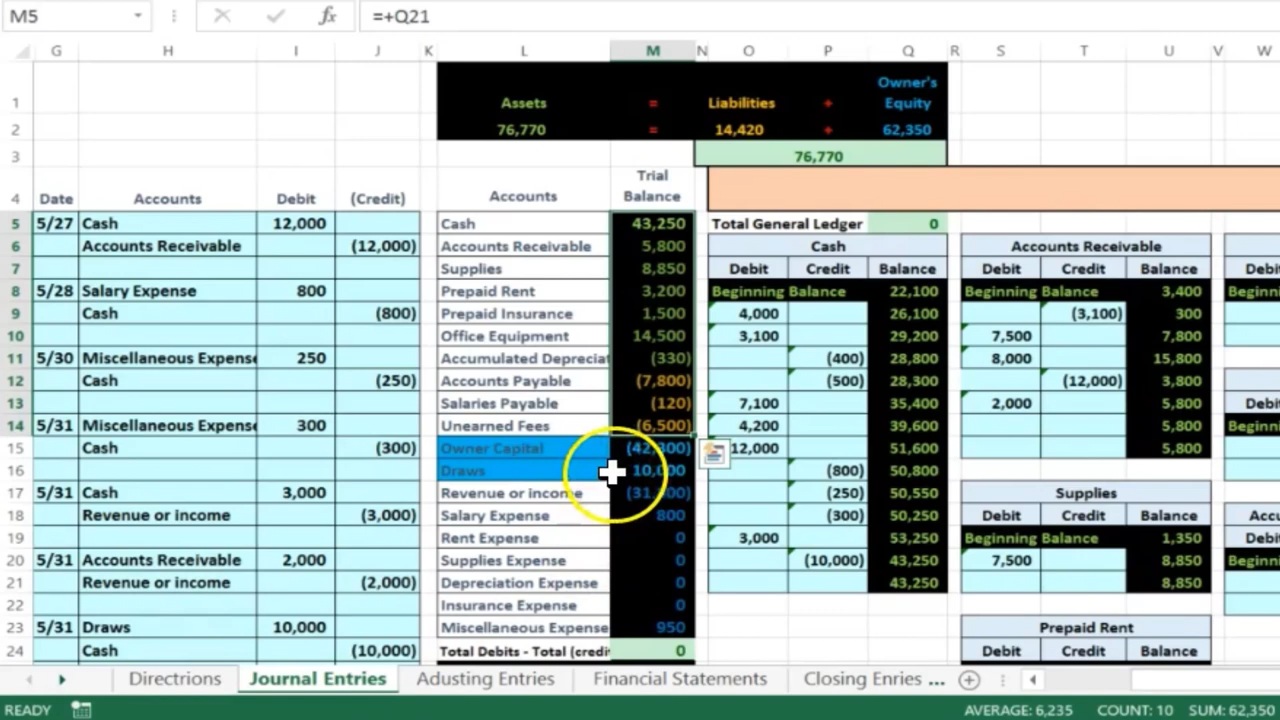 M5 fx =+Q21
G H I J K L M N O P Q R S T U V W
Owner's
1 Assets = Liabilities + Equity
2 76,770 = 14,420 + 62,350
3 76,770
Trial
4 Date Accounts Debit (Credit) Accounts Balance
5 5/27 Cash 12,000 Cash 43,250 Total General Ledger 0
6 Accounts Receivable (12,000) Accounts Receivable 5,800 Cash Accounts Receivable
7 Supplies 8,850 Debit Credit Balance Debit Credit Balance Debi
8 5/28 Salary Expense 800 Prepaid Rent 3,200 Beginning Balance 22,100 Beginning Balance 3,400 Beginni
9 Cash (800) Prepaid Insurance 1,500 4,000 26,100 (3,100) 300
10 Office Equipment 14,500 3,100 29,200 7,500 7,800
11 5/30 Miscellaneous Expense 250 Accumulated Depreciat (330) (400) 28,800 8,000 15,800
12 Cash (250) Accounts Payable (7,800) (500) 28,300 (12,000) 3,800
13 Salaries Payable (120) 7,100 35,400 2,000 5,800 Debi
14 5/31 Miscellaneous Expense 300 Unearned Fees (6,500) 4,200 39,600 5,800 Beginni
15 Cash (300) Owner Capital (42,300) 12,000 51,600 5,800
16 Draws 10,000 (800) 50,800
17 5/31 Cash 3,000 Revenue or income (250) 50,550 Supplies
18 Revenue or income (3,000) Salary Expense 800 (300) 50,250 Debit Credit Balance Accou
19 Rent Expense 0 3,000 53,250 Beginning Balance 1,350 Debi
20 5/31 Accounts Receivable 2,000 Supplies Expense 0 (10,000) 43,250 7,500 8,850 Beginni
21 Revenue or income (2,000) Depreciation Expense 0 43,250 8,850
22 Insurance Expense 0
23 5/31 Draws 10,000 Miscellaneous Expense 950 Prepaid Rent
24 Cash (10,000) Total Debits - Total (credit 0 Debit Credit Balance
Directrions Journal Entries Adusting Entries Financial Statements Closing Enries ...
READY AVERAGE: 6,235 COUNT: 10 SUM: 62,350